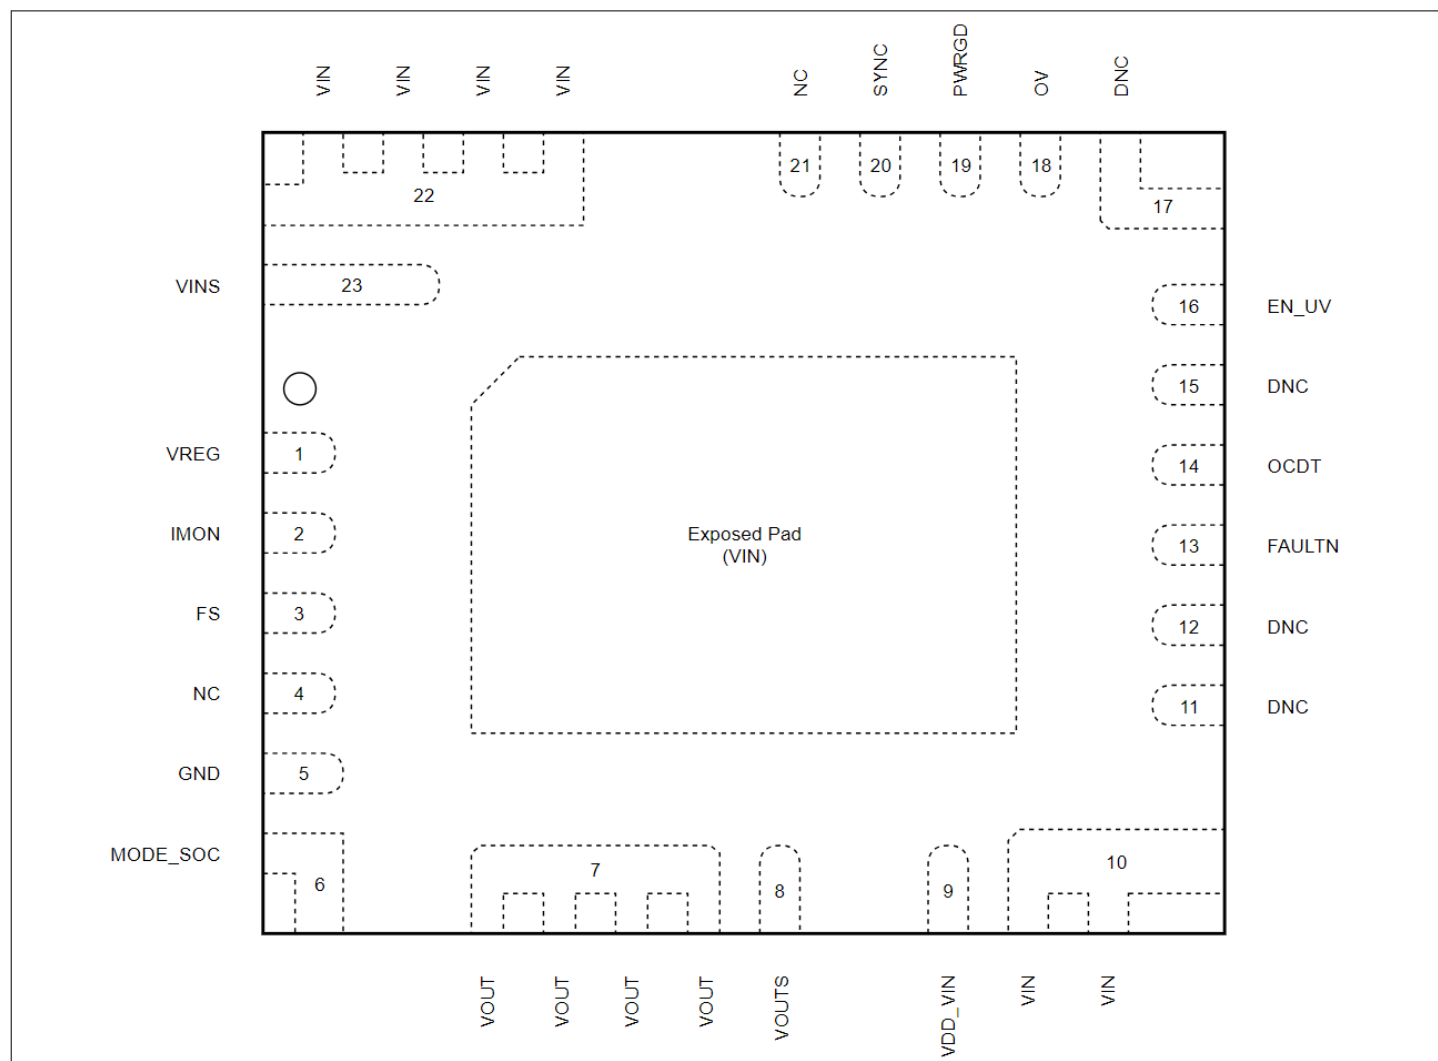 VIN
VIN
VIN
VIN
NC
SYNC
PWRGD
OV
DNC
21
20
19
18
22
17
VINS
23
16
EN_UV
15
DNC
VREG
1
14
OCDT
IMON
2
Exposed Pad
(VIN)
13
FAULTN
FS
3
12
DNC
NC
4
11
DNC
GND
5
MODE_SOC
6
7
8
9
10
VOUT
VOUT
VOUT
VOUT
VOUTS
VDD_VIN
VIN
VIN